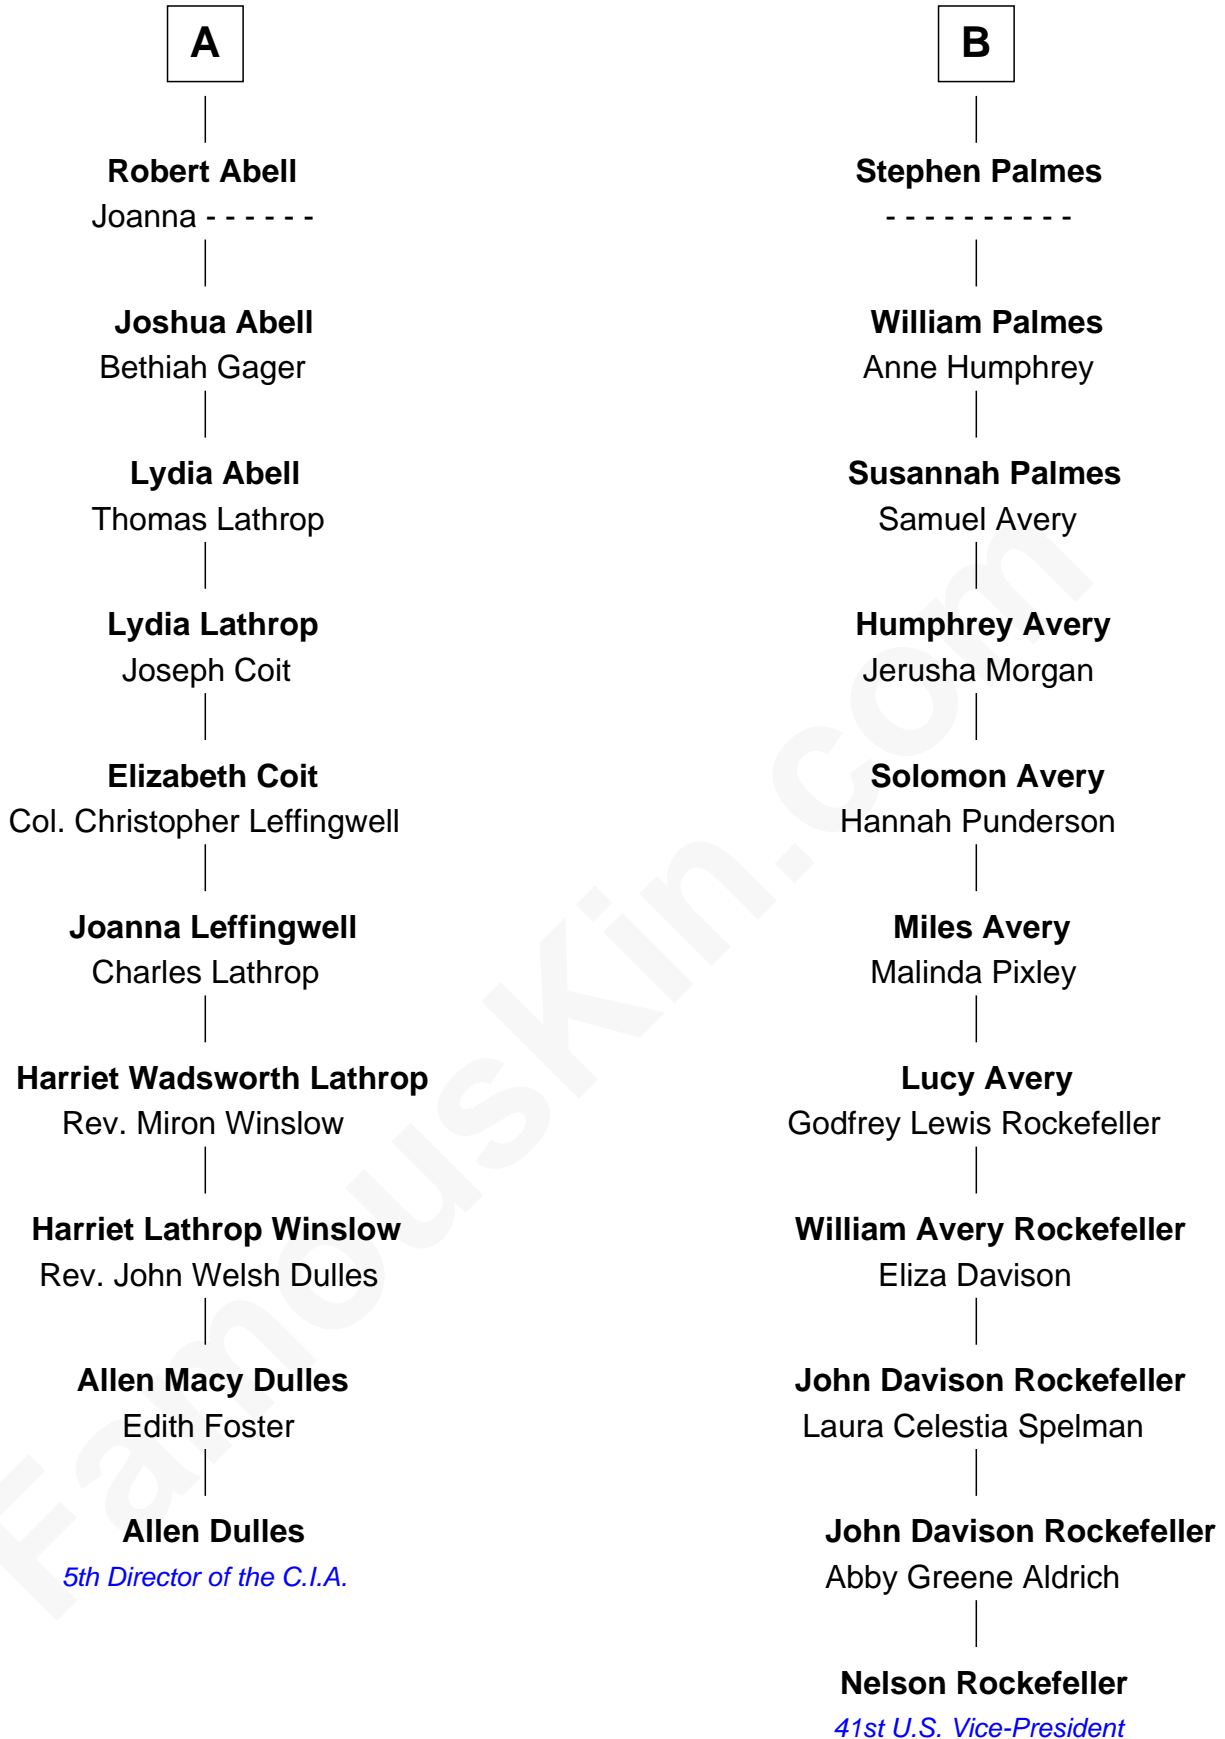 A
Robert Abell
Joanna - - - - - -
Joshua Abell
Bethiah Gager
Lydia Abell
Thomas Lathrop
Lydia Lathrop
Joseph Coit
Elizabeth Coit
Col. Christopher Leffingwell
Joanna Leffingwell
Charles Lathrop
Harriet Wadsworth Lathrop
Rev. Miron Winslow
Harriet Lathrop Winslow
Rev. John Welsh Dulles
Allen Macy Dulles
Edith Foster
Allen Dulles
5th Director of the C.I.A.
B
Stephen Palmes
- - - - - - - - - -
William Palmes
Anne Humphrey
Susannah Palmes
Samuel Avery
Humphrey Avery
Jerusha Morgan
Solomon Avery
Hannah Punderson
Miles Avery
Malinda Pixley
Lucy Avery
Godfrey Lewis Rockefeller
William Avery Rockefeller
Eliza Davison
John Davison Rockefeller
Laura Celestia Spelman
John Davison Rockefeller
Abby Greene Aldrich
Nelson Rockefeller
41st U.S. Vice-President
FamousKin.com